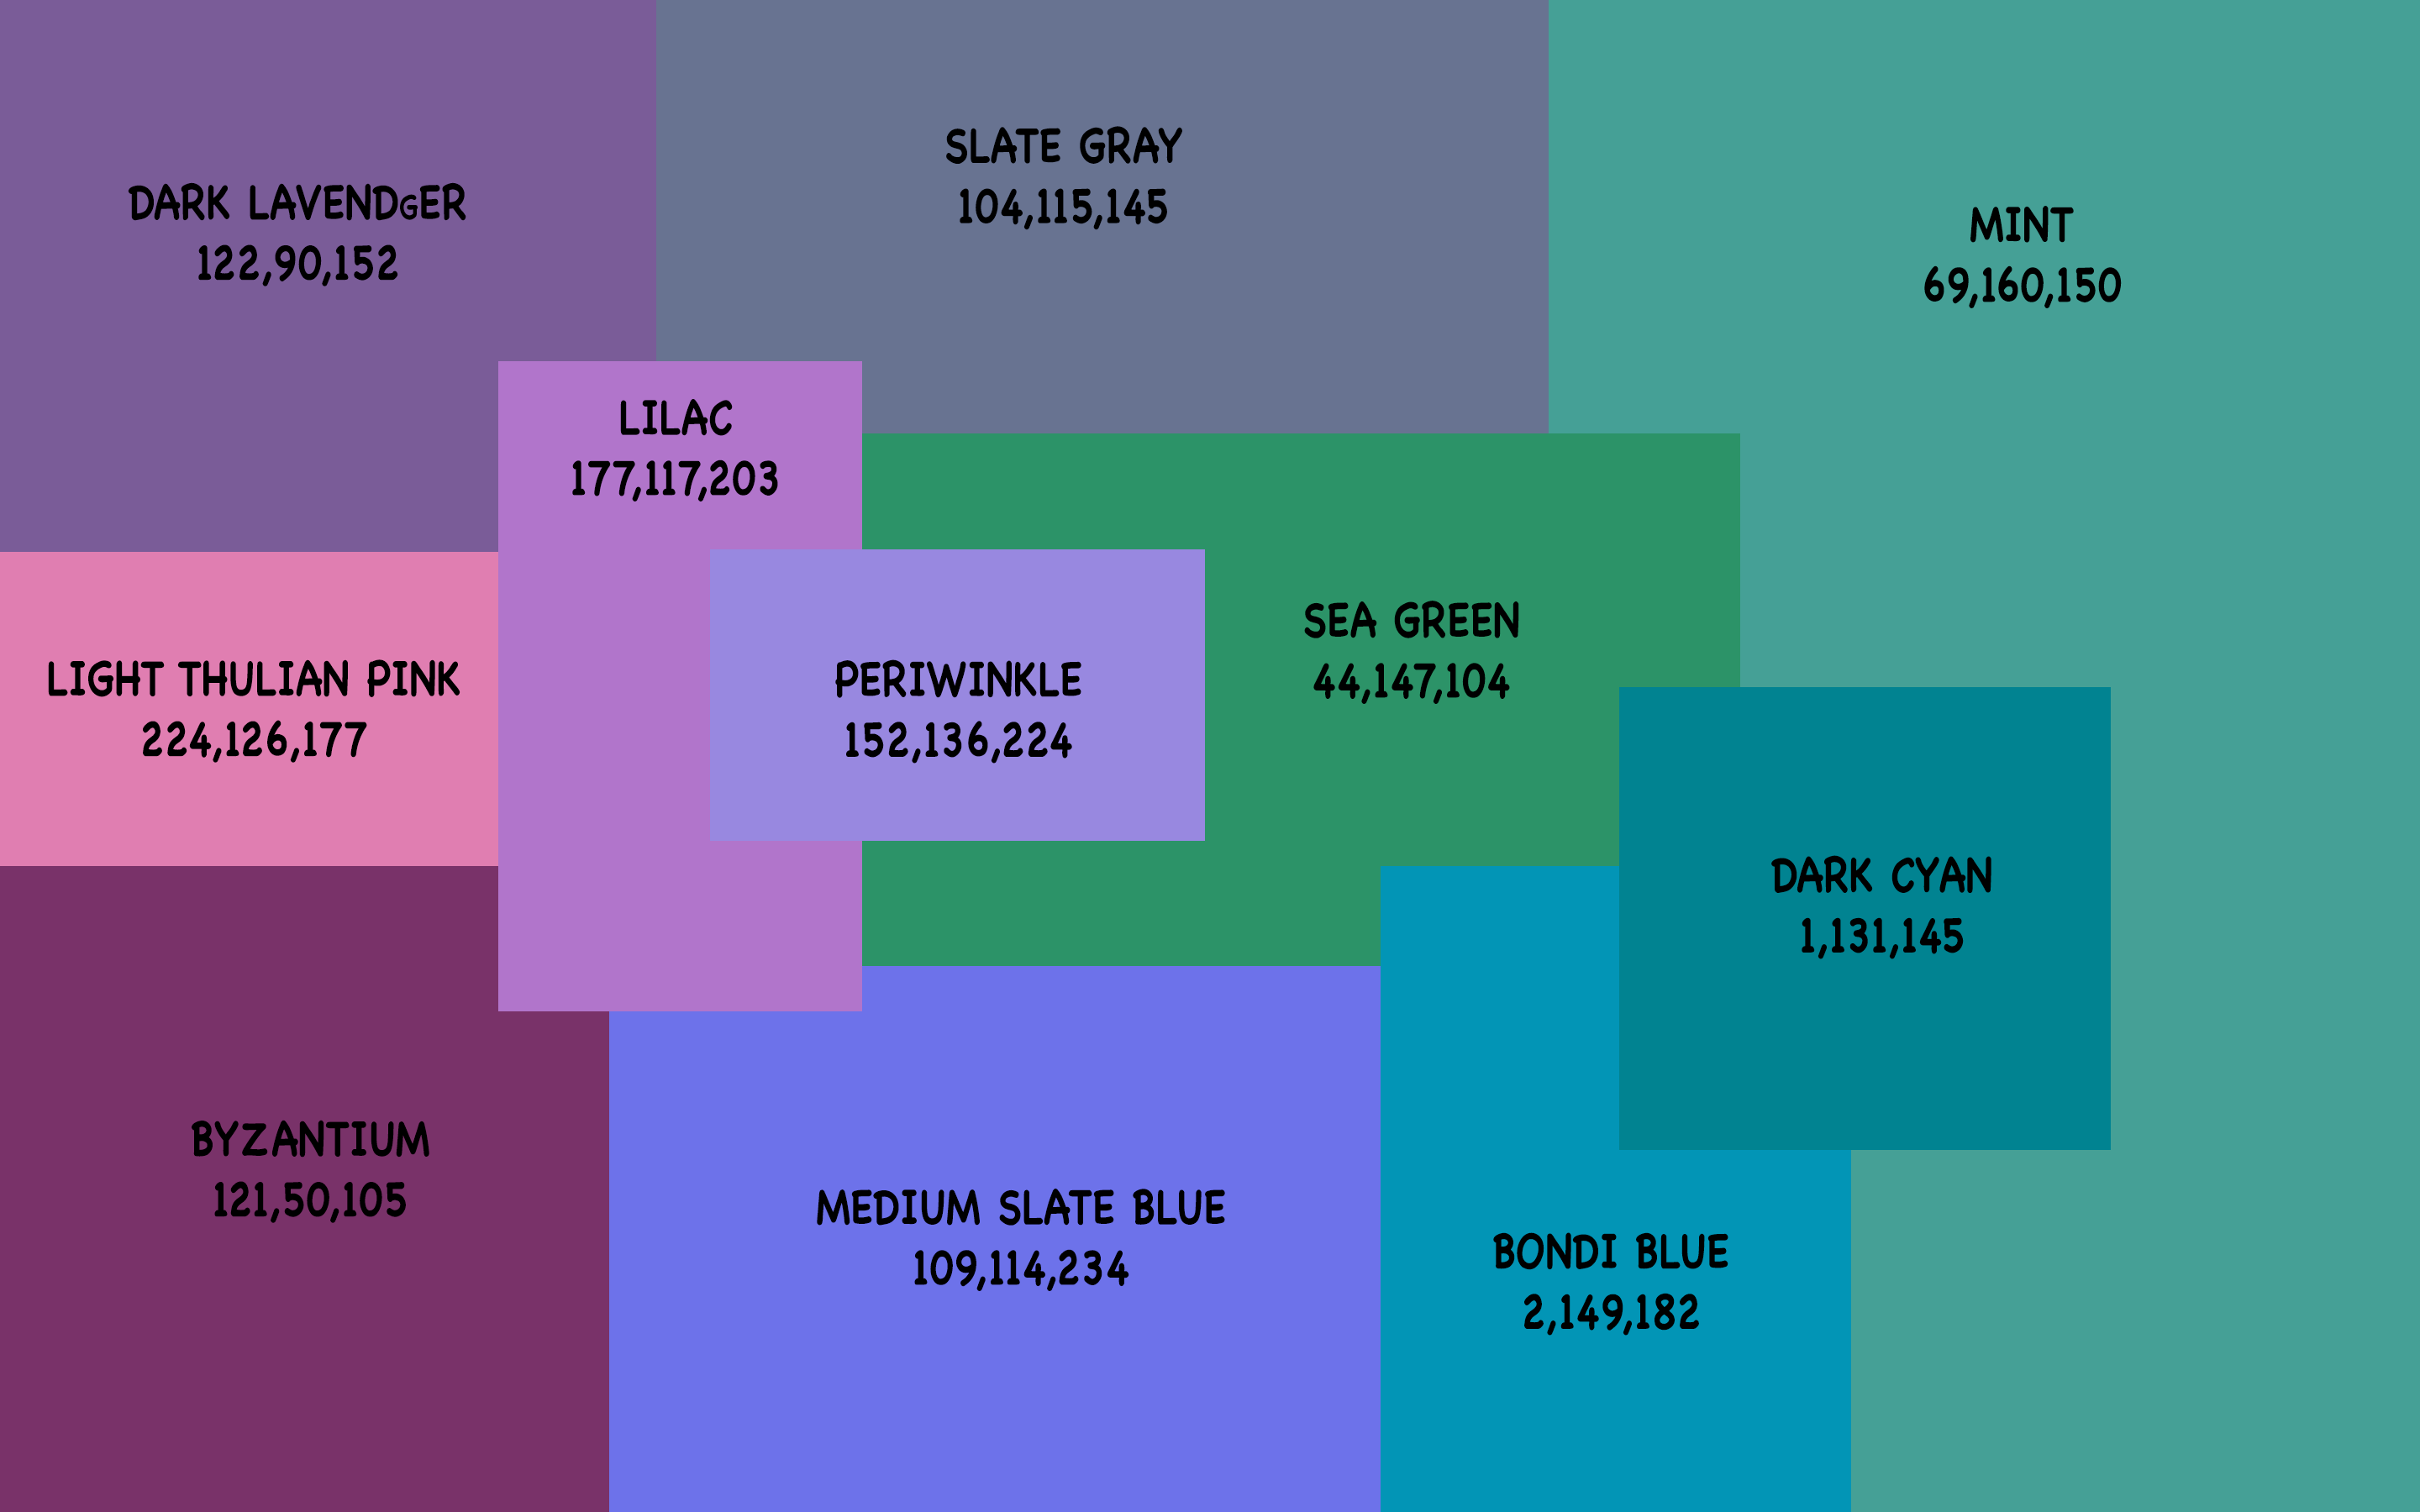 DARK LAVENDGER
122,90,152
SLATE GRAY
104,115,145
MINT
69,160,150
LILAC
177,117,203
LIGHT THULIAN PINK
224,126,177
PERIWINKLE
152,136,224
SEA GREEN
44,147,104
DARK CYAN
1,131,145
BYZANTIUM
121,50,105
MEDIUM SLATE BLUE
109,114,234
BONDI BLUE
2,149,182